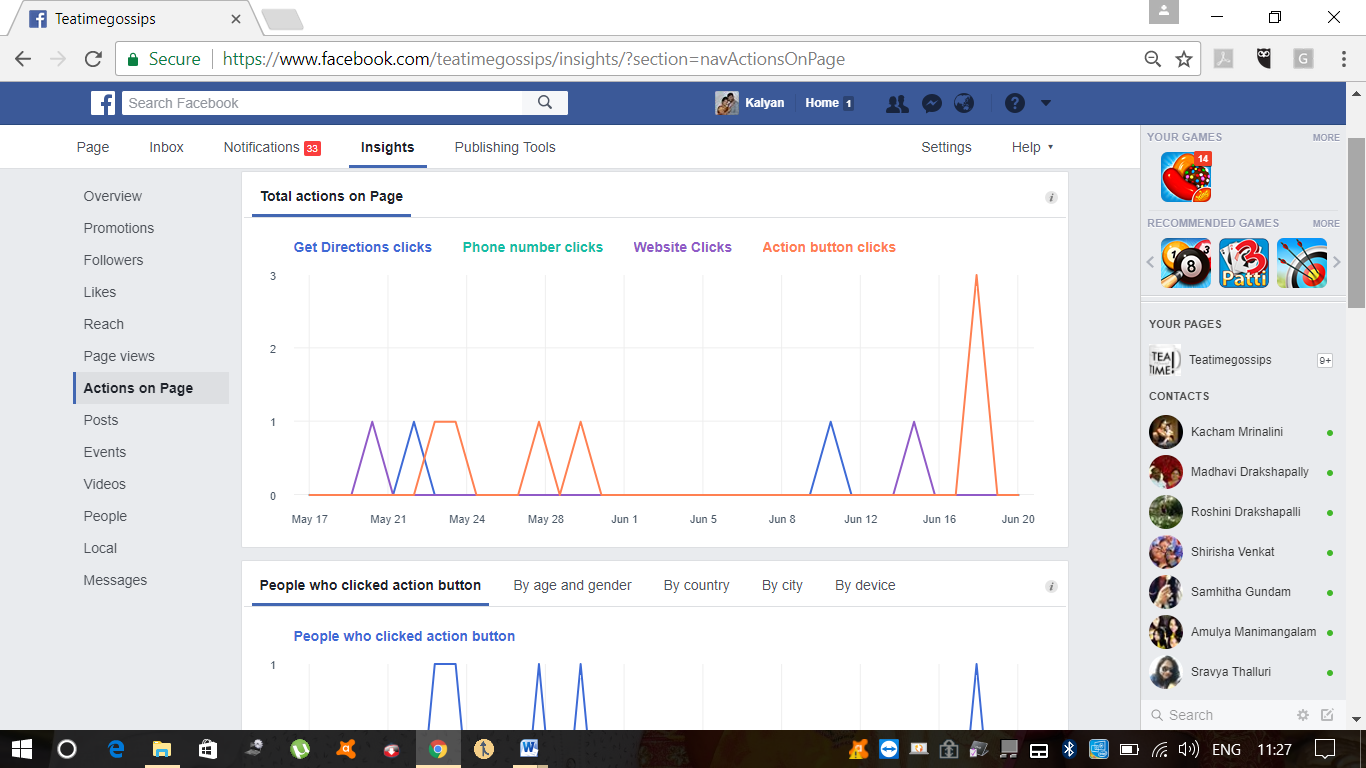 Teatimegossips
Secure https://www.facebook.com/teatimegossips/insights/?section=navActionsOnPage
Search Facebook
Kalyan Home 1
Page Inbox Notifications 33 Insights Publishing Tools Settings Help
Overview
Promotions
Followers
Likes
Reach
Page views
Actions on Page
Posts
Events
Videos
People
Local
Messages
Total actions on Page
Get Directions clicks Phone number clicks Website Clicks Action button clicks
3
2
1
0
May 17 May 21 May 24 May 28 Jun 1 Jun 5 Jun 8 Jun 12 Jun 16 Jun 20
People who clicked action button By age and gender By country By city By device
People who clicked action button
1
YOUR GAMES MORE
14
RECOMMENDED GAMES MORE
8 3 Patti
YOUR PAGES
TEA TIME! Teatimegossips 9+
CONTACTS
Kacham Mrinalini
Madhavi Drakshapally
Roshini Drakshapalli
Shirisha Venkat
Samhitha Gundam
Amulya Manimangalam
Sravya Thalluri
Search
ENG 11:27